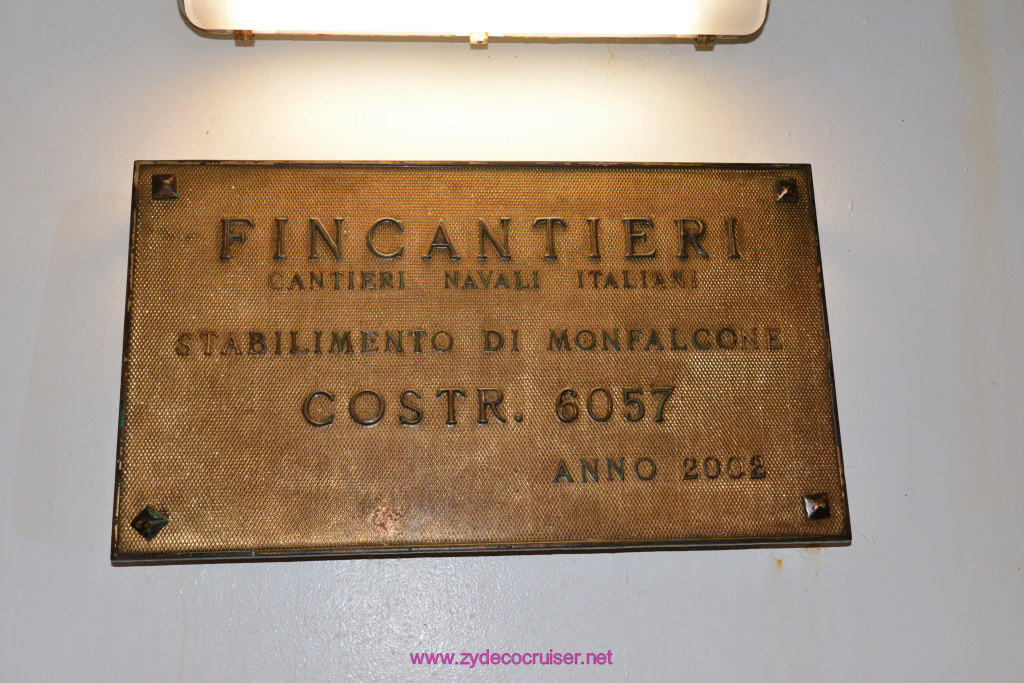 FINCANTIERI
CANTIERI NAVALI ITALIANI
STABILIMENTO DI MONFALCONE
COSTR. 6057
ANNO 2002
www.zydecocruiser.net